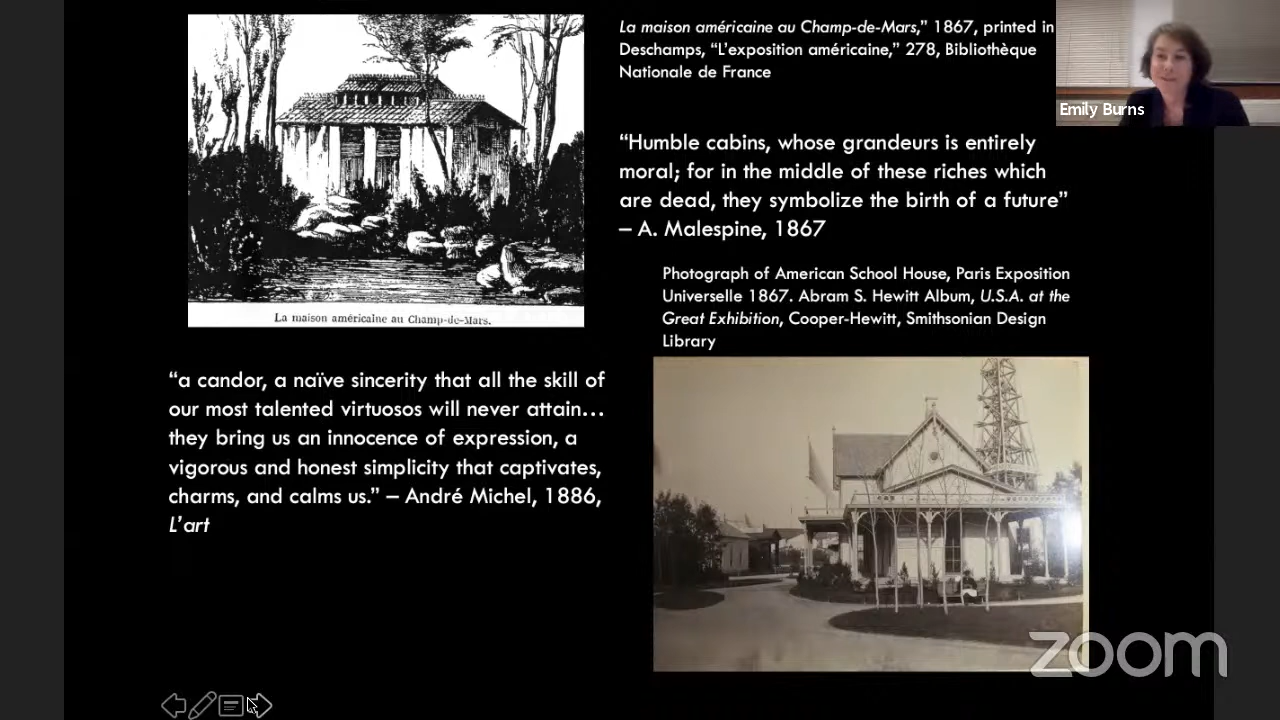 La maison américaine au Champ-de-Mars,” 1867, printed in
Deschamps, “L’exposition américaine,” 278, Bibliothèque
Nationale de France
Emily Burns
“Humble cabins, whose grandeurs is entirely
moral; for in the middle of these riches which
are dead, they symbolize the birth of a future”
– A. Malespine, 1867
Photograph of American School House, Paris Exposition
Universelle 1867. Abram S. Hewitt Album, U.S.A. at the
Great Exhibition, Cooper-Hewitt, Smithsonian Design
Library
La maison américaine au Champ-de-Mars.
“a candor, a naïve sincerity that all the skill of
our most talented virtuosos will never attain…
they bring us an innocence of expression, a
vigorous and honest simplicity that captivates,
charms, and calms us.” – André Michel, 1886,
L’art
zoom